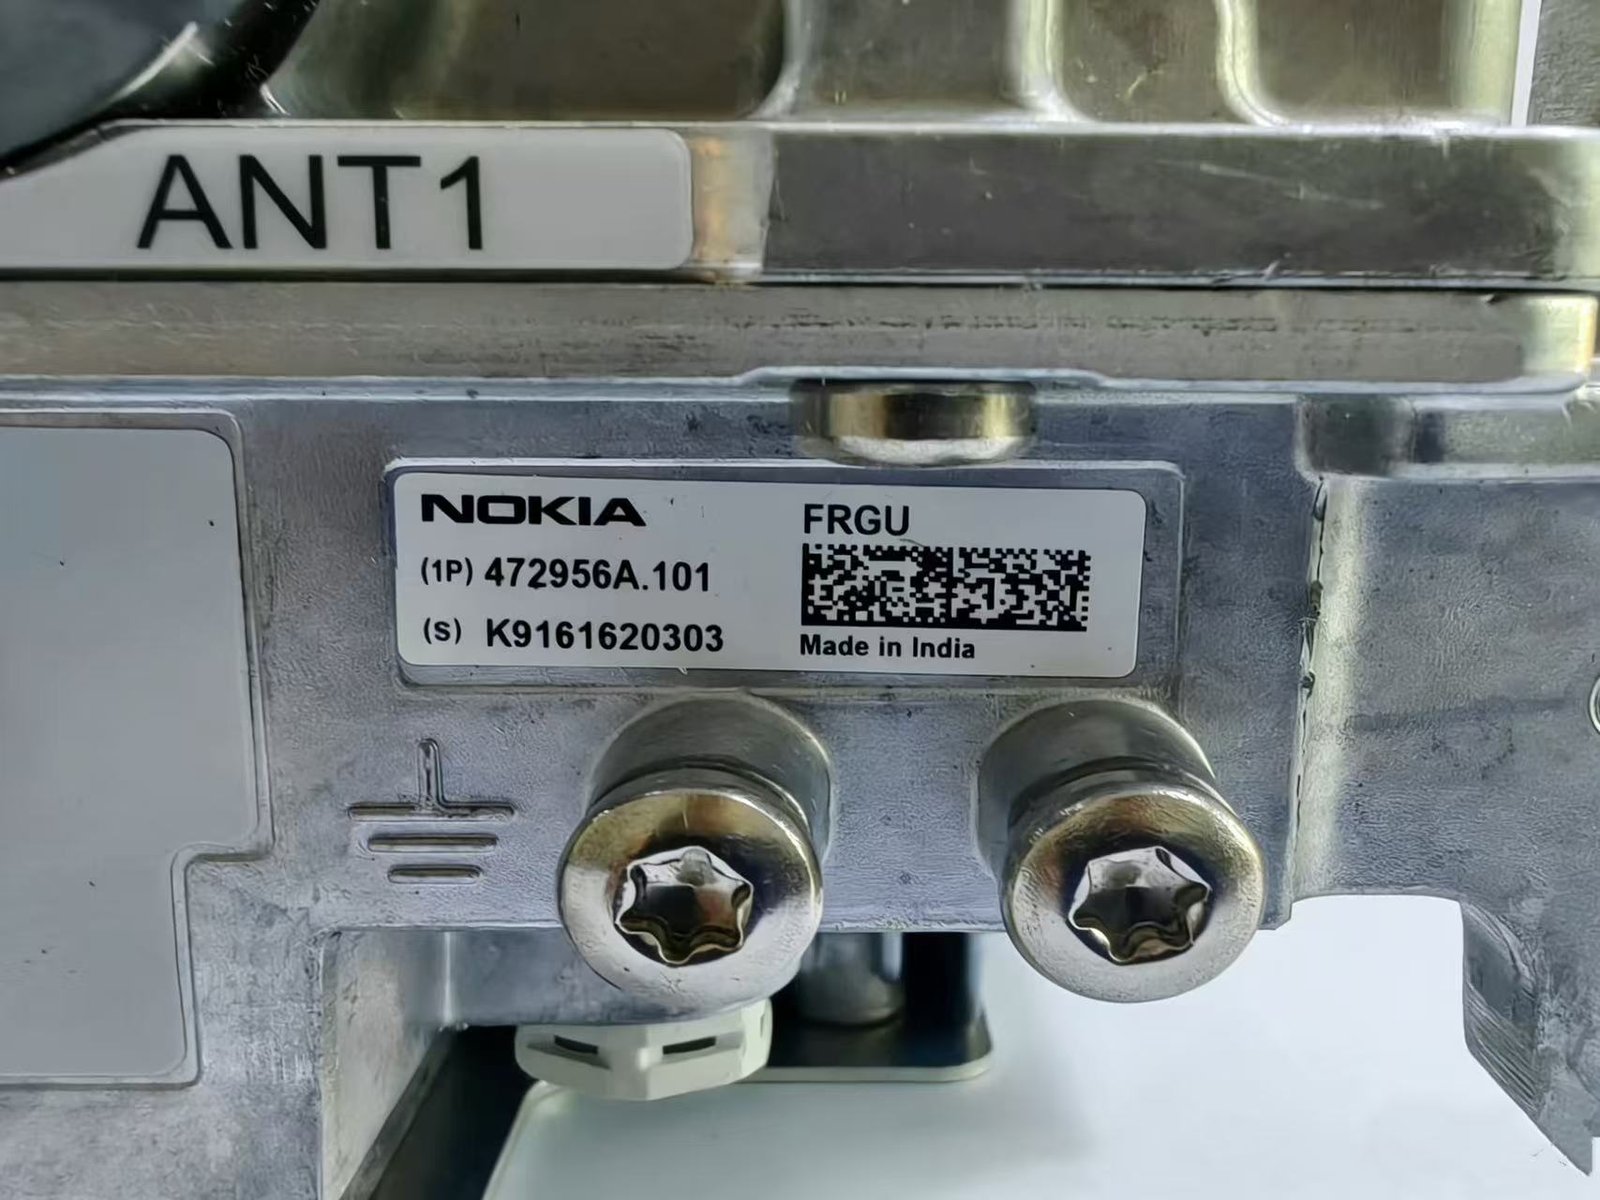 ANT1
NOKIA
(1P) 472956A.101
(S) K9161620303
FRGU
Made in India